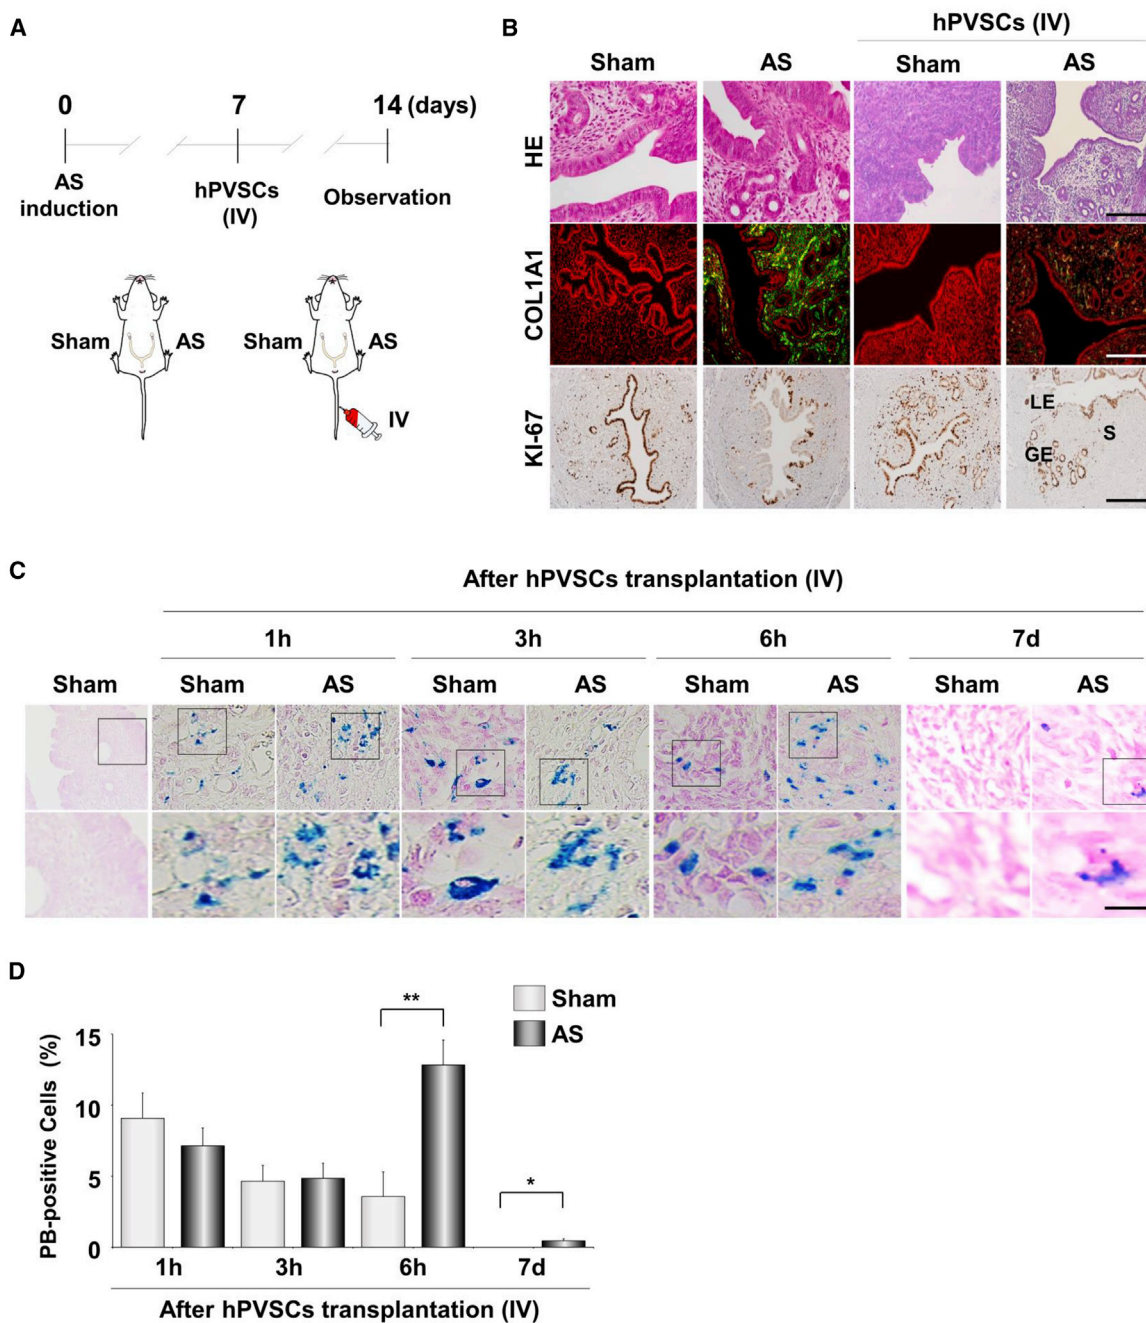 A
0
7
14 (days)
AS
induction
hPVSCs
(IV)
Observation
Sham
AS
Sham
AS
IV
B
hPVSCs (IV)
Sham
AS
Sham
AS
HE
COL1A1
KI-67
LE
S
GE
C
After hPVSCs transplantation (IV)
1h
3h
6h
7d
Sham
Sham
AS
Sham
AS
Sham
AS
Sham
AS
D
Sham
AS
**
*
PB-positive Cells (%)
15
10
5
0
1h
3h
6h
7d
After hPVSCs transplantation (IV)